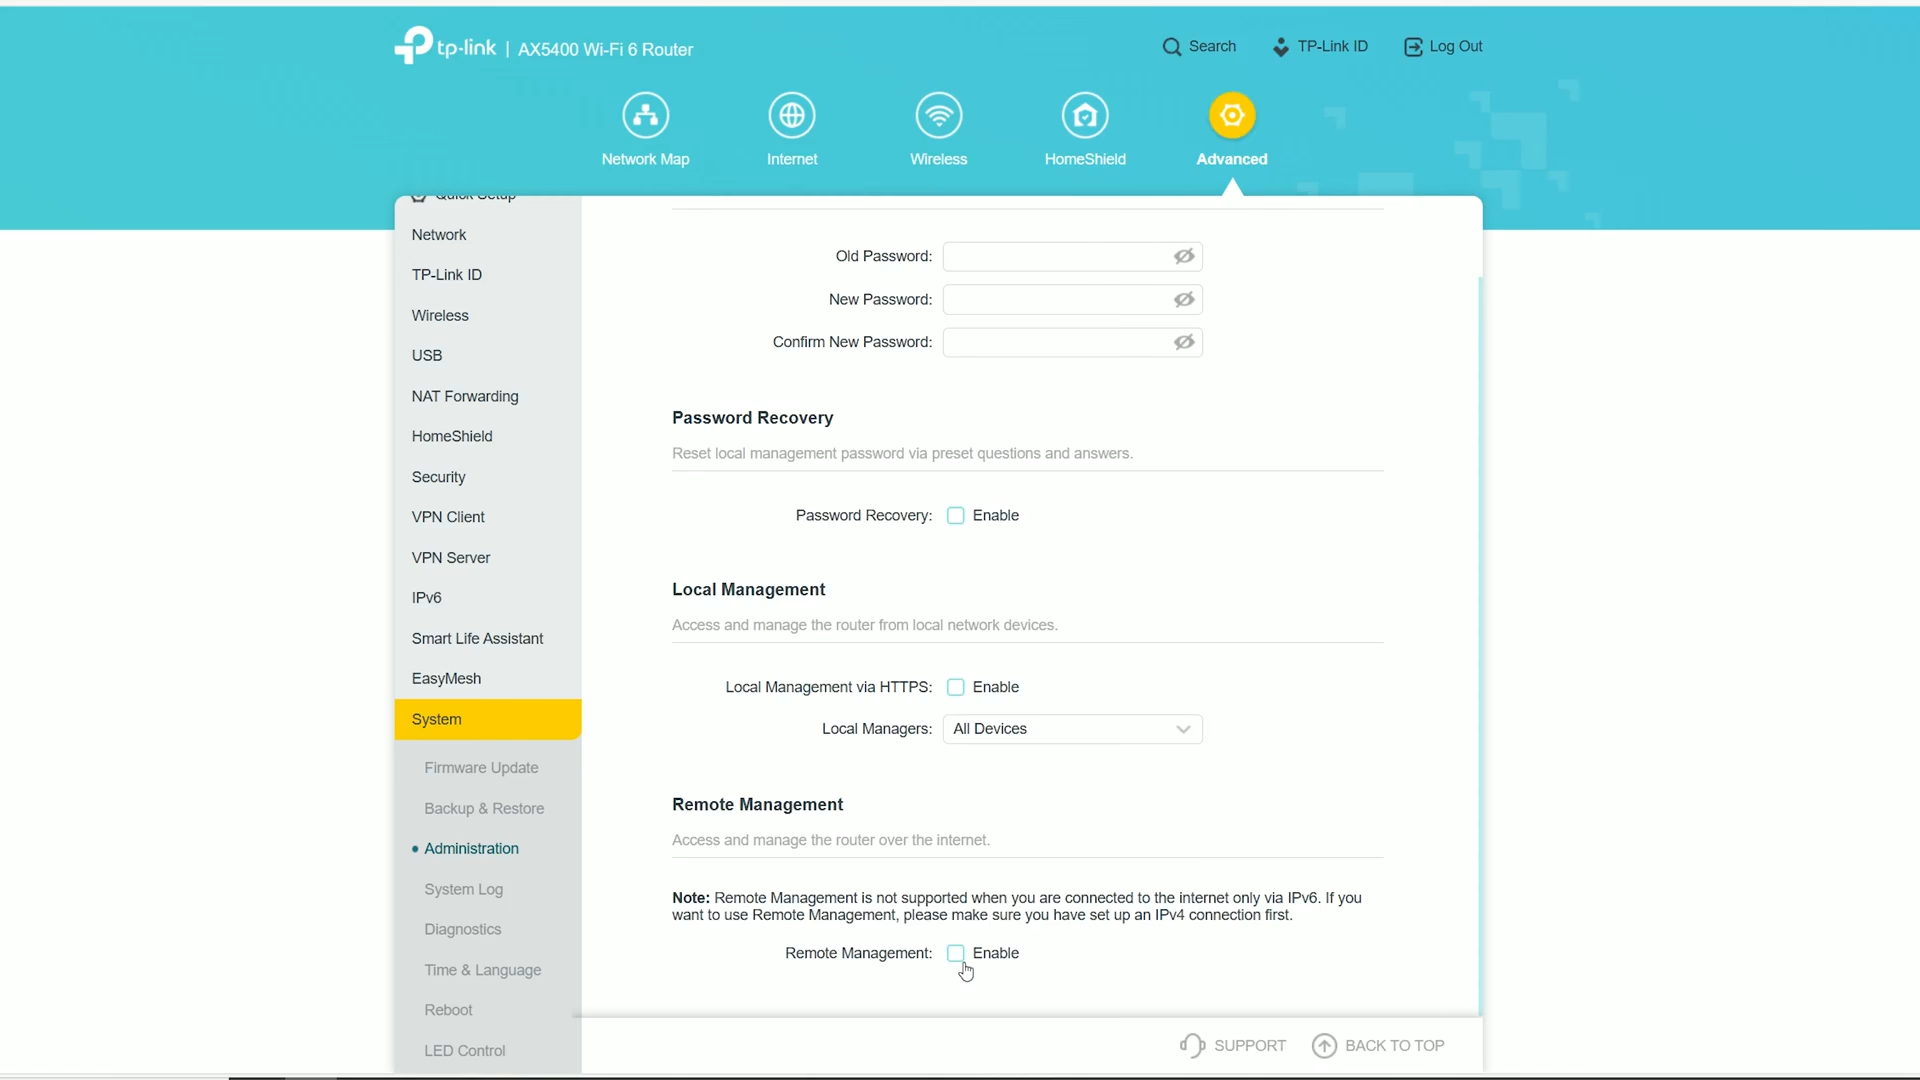 tp-link | AX5400 Wi-Fi 6 Router
Search
TP-Link ID
Log Out
Network Map
Internet
Wireless
HomeShield
Advanced
Quick Setup
Network
TP-Link ID
Wireless
USB
NAT Forwarding
HomeShield
Security
VPN Client
VPN Server
IPv6
Smart Life Assistant
EasyMesh
System
Firmware Update
Backup & Restore
Administration
System Log
Diagnostics
Time & Language
Reboot
LED Control
Old Password:
New Password:
Confirm New Password:
Password Recovery
Reset local management password via preset questions and answers.
Password Recovery: Enable
Local Management
Access and manage the router from local network devices.
Local Management via HTTPS: Enable
Local Managers: All Devices
Remote Management
Access and manage the router over the internet.
Note: Remote Management is not supported when you are connected to the internet only via IPv6. If you
want to use Remote Management, please make sure you have set up an IPv4 connection first.
Remote Management: Enable
SUPPORT
BACK TO TOP